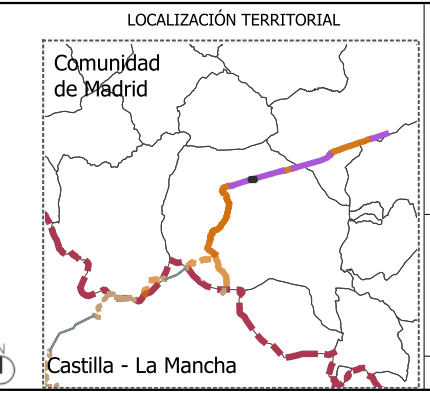 LOCALIZACIÓN TERRITORIAL
Comunidad
de Madrid
N
Castilla - La Mancha